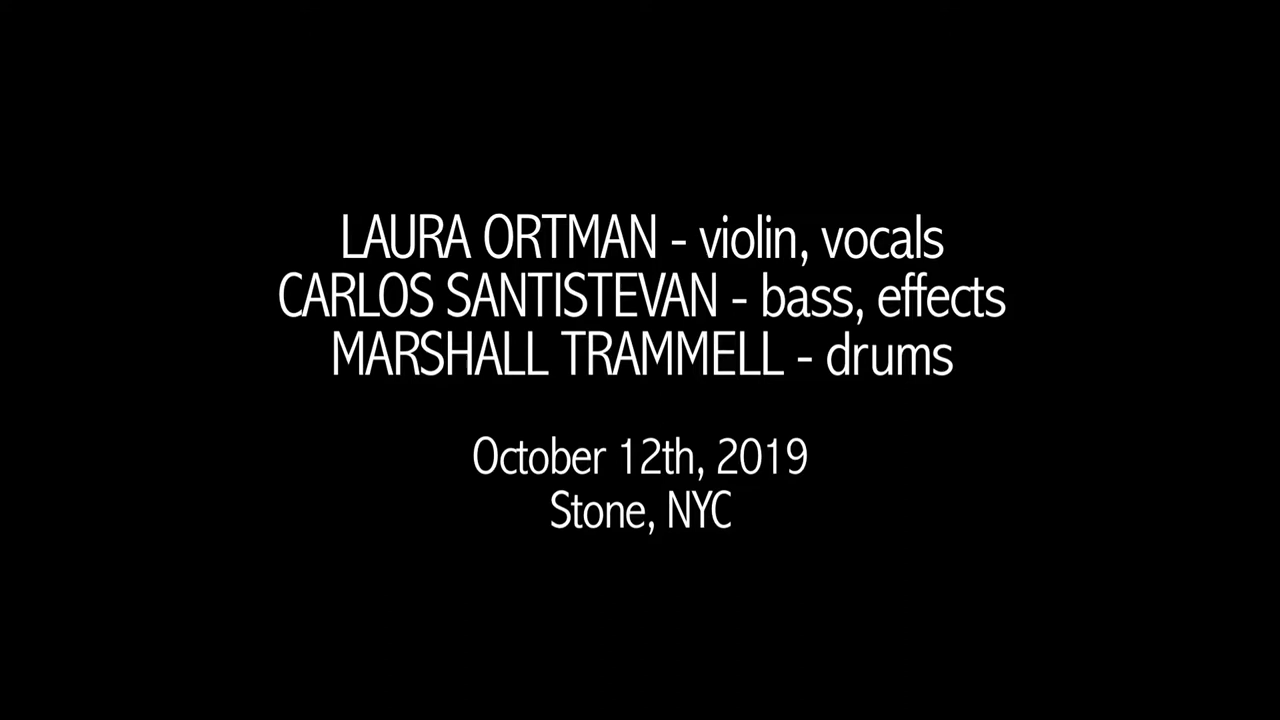 LAURA ORTMAN - violin, vocals
CARLOS SANTISTEVAN - bass, effects
MARSHALL TRAMMELL - drums
October 12th, 2019
Stone, NYC